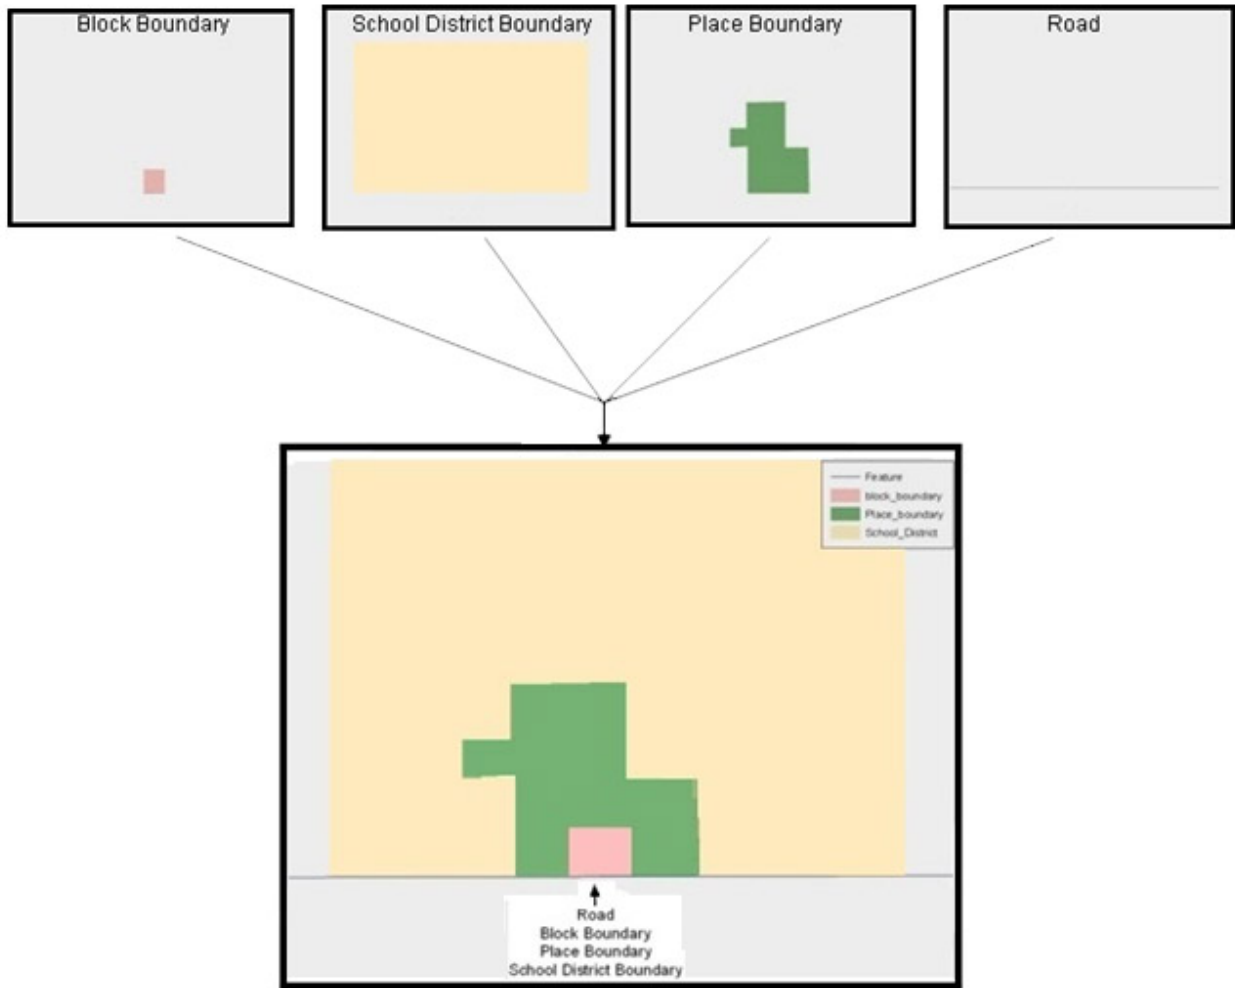 Block Boundary
School District Boundary
Place Boundary
Road
Feature
block_boundary
Place_boundary
School_District
Road
Block Boundary
Place Boundary
School District Boundary